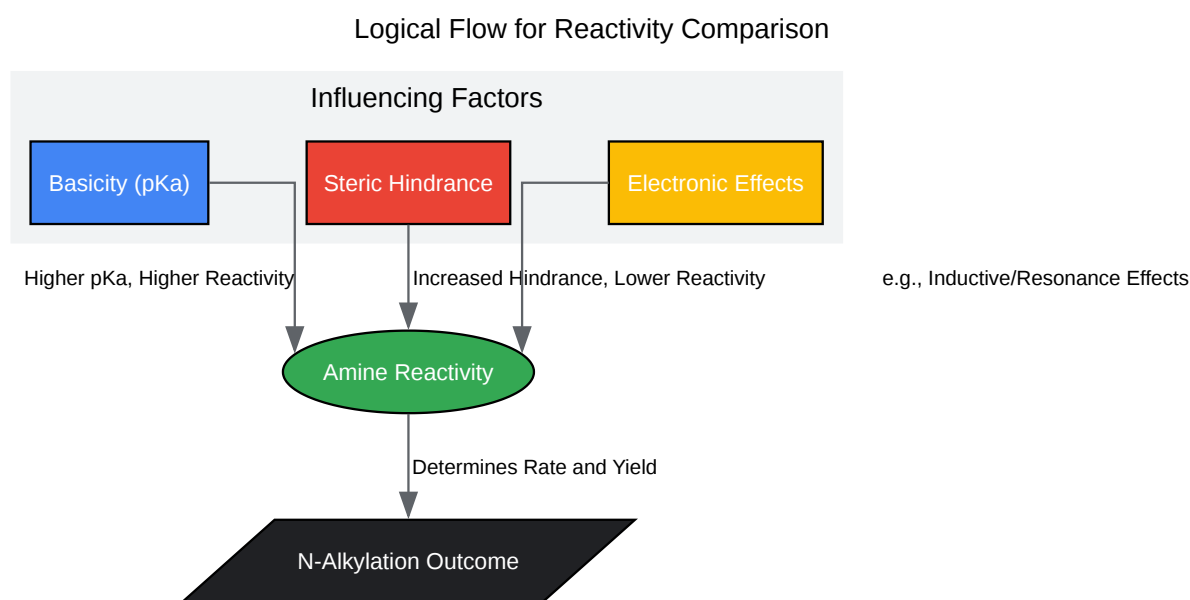 Logical Flow for Reactivity Comparison
Influencing Factors
Basicity (pKa)
Steric Hindrance
Electronic Effects
Higher pKa, Higher Reactivity
Increased Hindrance, Lower Reactivity
e.g., Inductive/Resonance Effects
Amine Reactivity
Determines Rate and Yield
N-Alkylation Outcome